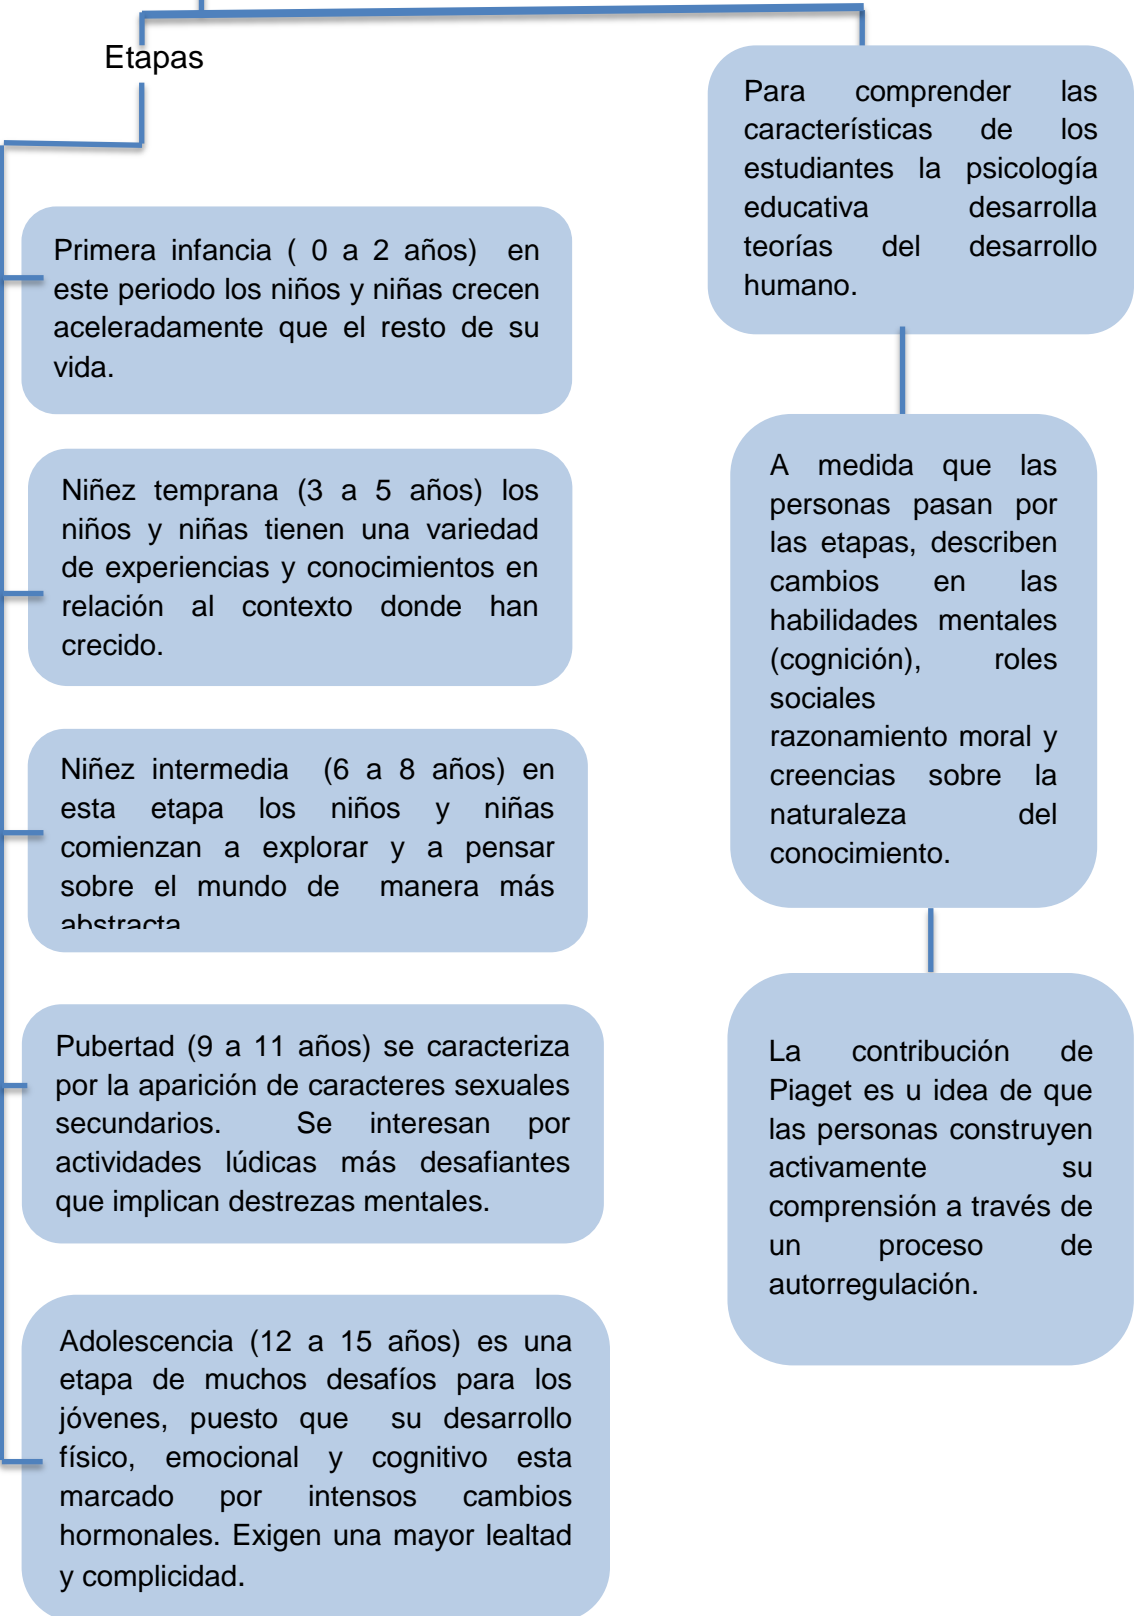 Etapas
Primera infancia ( 0 a 2 años) en
este periodo los niños y niñas crecen
aceleradamente que el resto de su
vida.
Niñez temprana (3 a 5 años) los
niños y niñas tienen una variedad
de experiencias y conocimientos en
relación al contexto donde han
crecido.
Niñez intermedia (6 a 8 años) en
esta etapa los niños y niñas
comienzan a explorar y a pensar
sobre el mundo de manera más
abstracta
Pubertad (9 a 11 años) se caracteriza
por la aparición de caracteres sexuales
secundarios. Se interesan por
actividades lúdicas más desafiantes
que implican destrezas mentales.
Adolescencia (12 a 15 años) es una
etapa de muchos desafíos para los
jóvenes, puesto que su desarrollo
físico, emocional y cognitivo esta
marcado por intensos cambios
hormonales. Exigen una mayor lealtad
y complicidad.
Para comprender las
características de los
estudiantes la psicología
educativa desarrolla
teorías del desarrollo
humano.
A medida que las
personas pasan por
las etapas, describen
cambios en las
habilidades mentales
(cognición), roles
sociales
razonamiento moral y
creencias sobre la
naturaleza del
conocimiento.
La contribución de
Piaget es u idea de que
las personas construyen
activamente su
comprensión a través de
un proceso de
autorregulación.